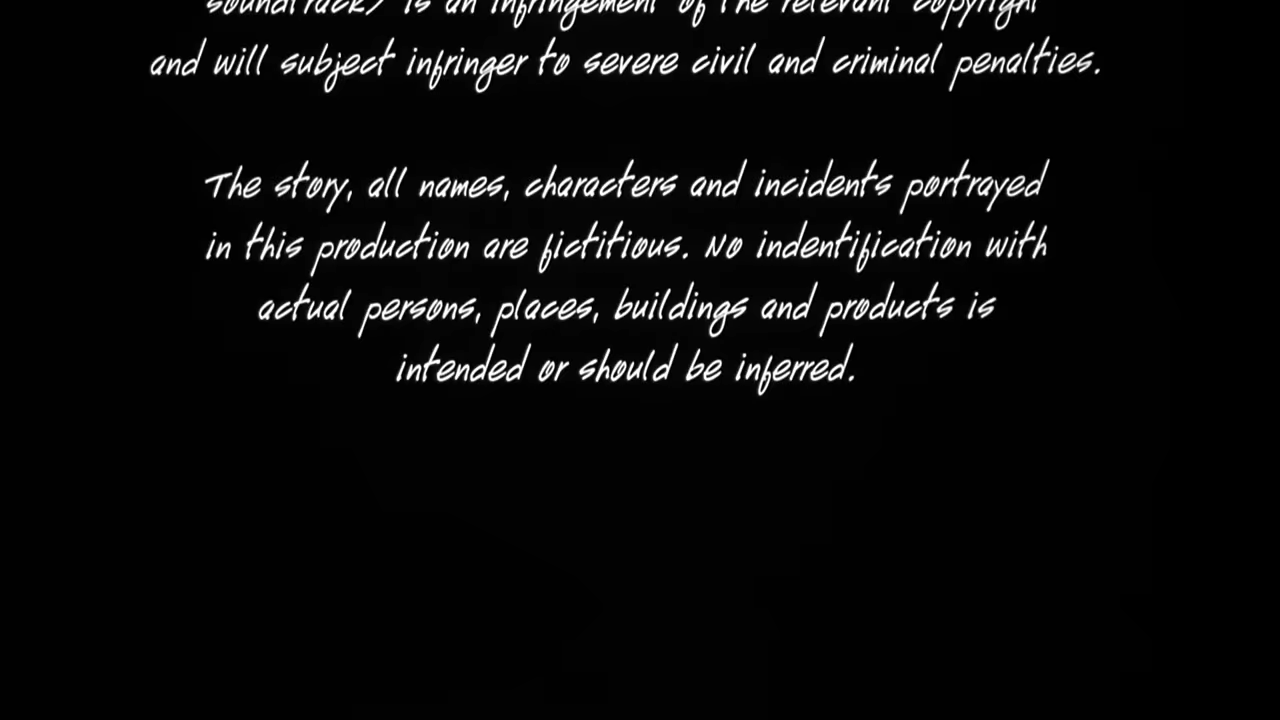 soundtrack) is an infringement of the relevant copyright
and will subject infringer to severe civil and criminal penalties.
The story, all names, characters and incidents portrayed
in this production are fictitious. No indentification with
actual persons, places, buildings and products is
intended or should be inferred.